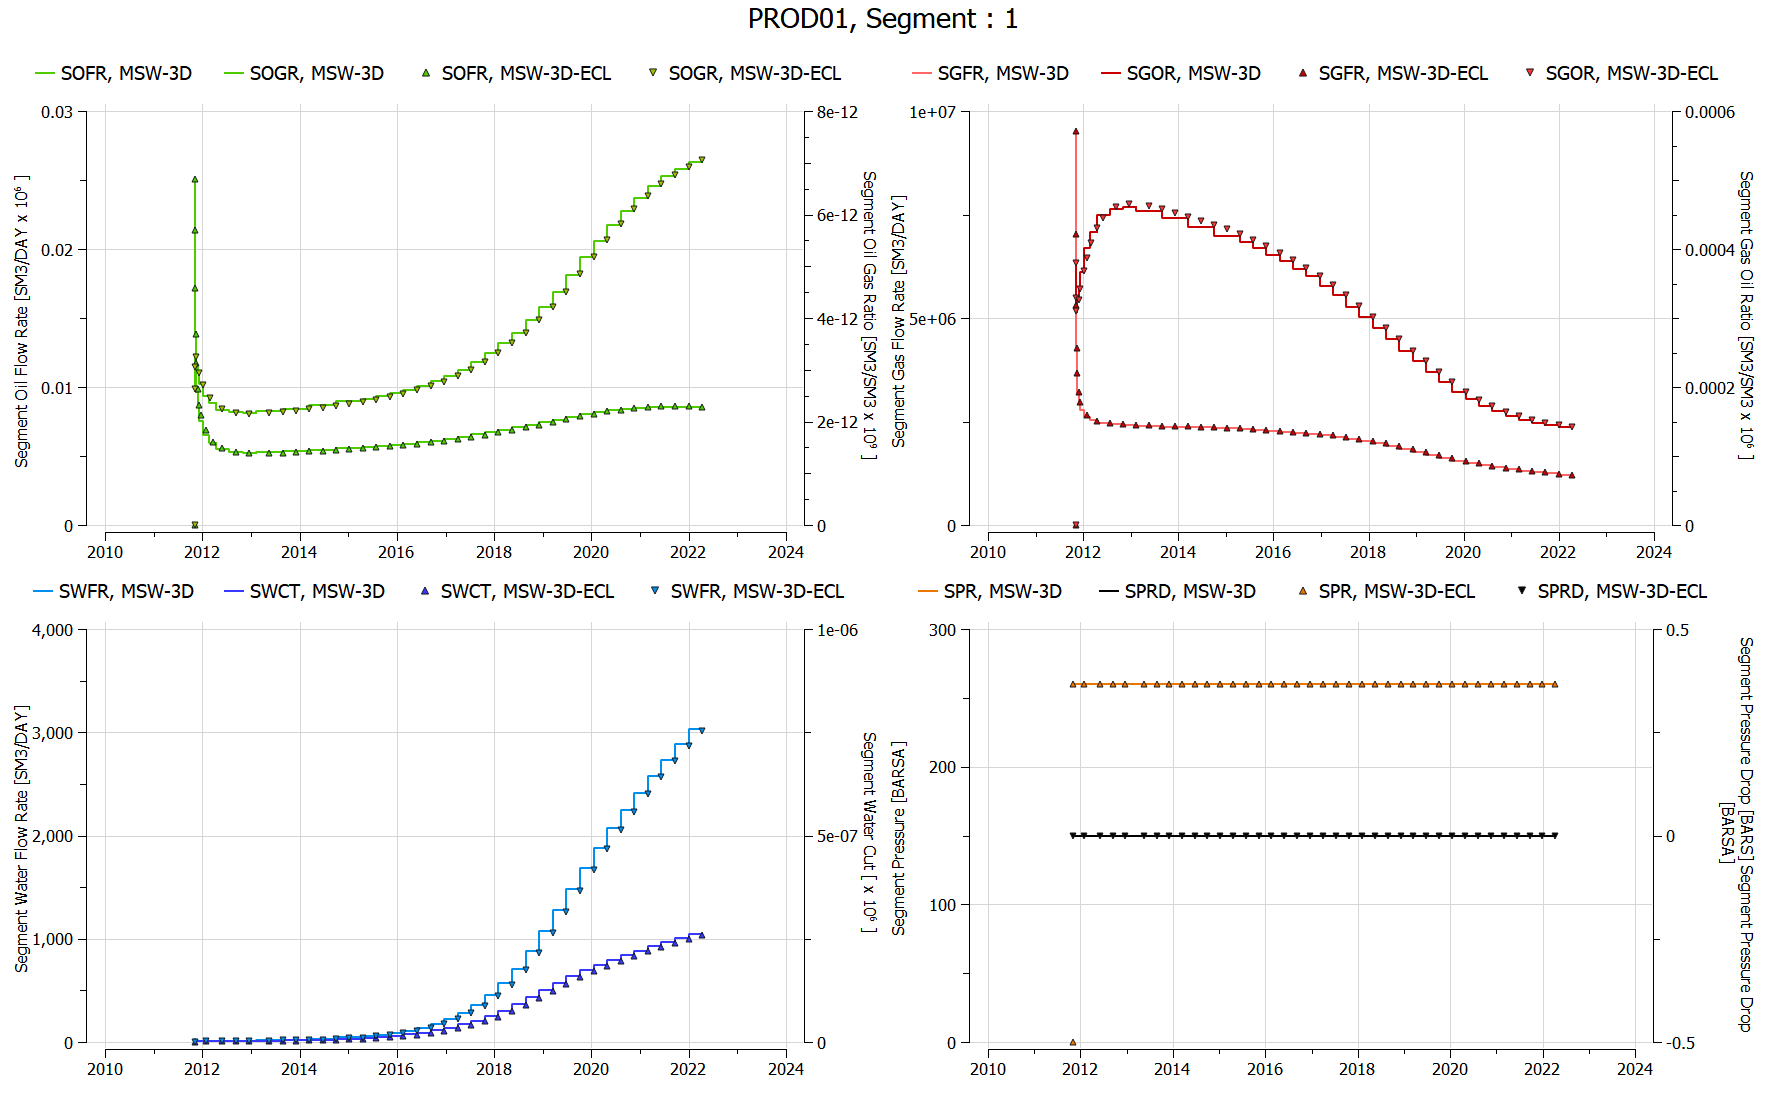 PROD01, Segment : 1
SOFR, MSW-3D SOGR, MSW-3D SOFR, MSW-3D-ECL SOGR, MSW-3D-ECL
0.03
0.02
0.01
0
8e-12
6e-12
4e-12
2e-12
0
Segment Oil Flow Rate [SM3/DAY x 10⁶ ]
Segment Oil Gas Ratio [SM3/SM3 x 10⁹ ]
2010 2012 2014 2016 2018 2020 2022 2024
SGFR, MSW-3D SGOR, MSW-3D SGFR, MSW-3D-ECL SGOR, MSW-3D-ECL
1e+07
5e+06
0
0.0006
0.0004
0.0002
0
Segment Gas Flow Rate [SM3/DAY]
Segment Gas Oil Ratio [SM3/SM3 x 10⁶ ]
2010 2012 2014 2016 2018 2020 2022 2024
SWFR, MSW-3D SWCT, MSW-3D SWCT, MSW-3D-ECL SWFR, MSW-3D-ECL
4,000
3,000
2,000
1,000
0
1e-06
5e-07
0
Segment Water Flow Rate [SM3/DAY]
Segment Water Cut [ x 10⁶ ]
2010 2012 2014 2016 2018 2020 2022 2024
SPR, MSW-3D SPRD, MSW-3D SPR, MSW-3D-ECL SPRD, MSW-3D-ECL
300
200
100
0
0.5
0
-0.5
Segment Pressure [BARSA]
Segment Pressure Drop [BARS] Segment Pressure Drop
[BARSA]
2010 2012 2014 2016 2018 2020 2022 2024